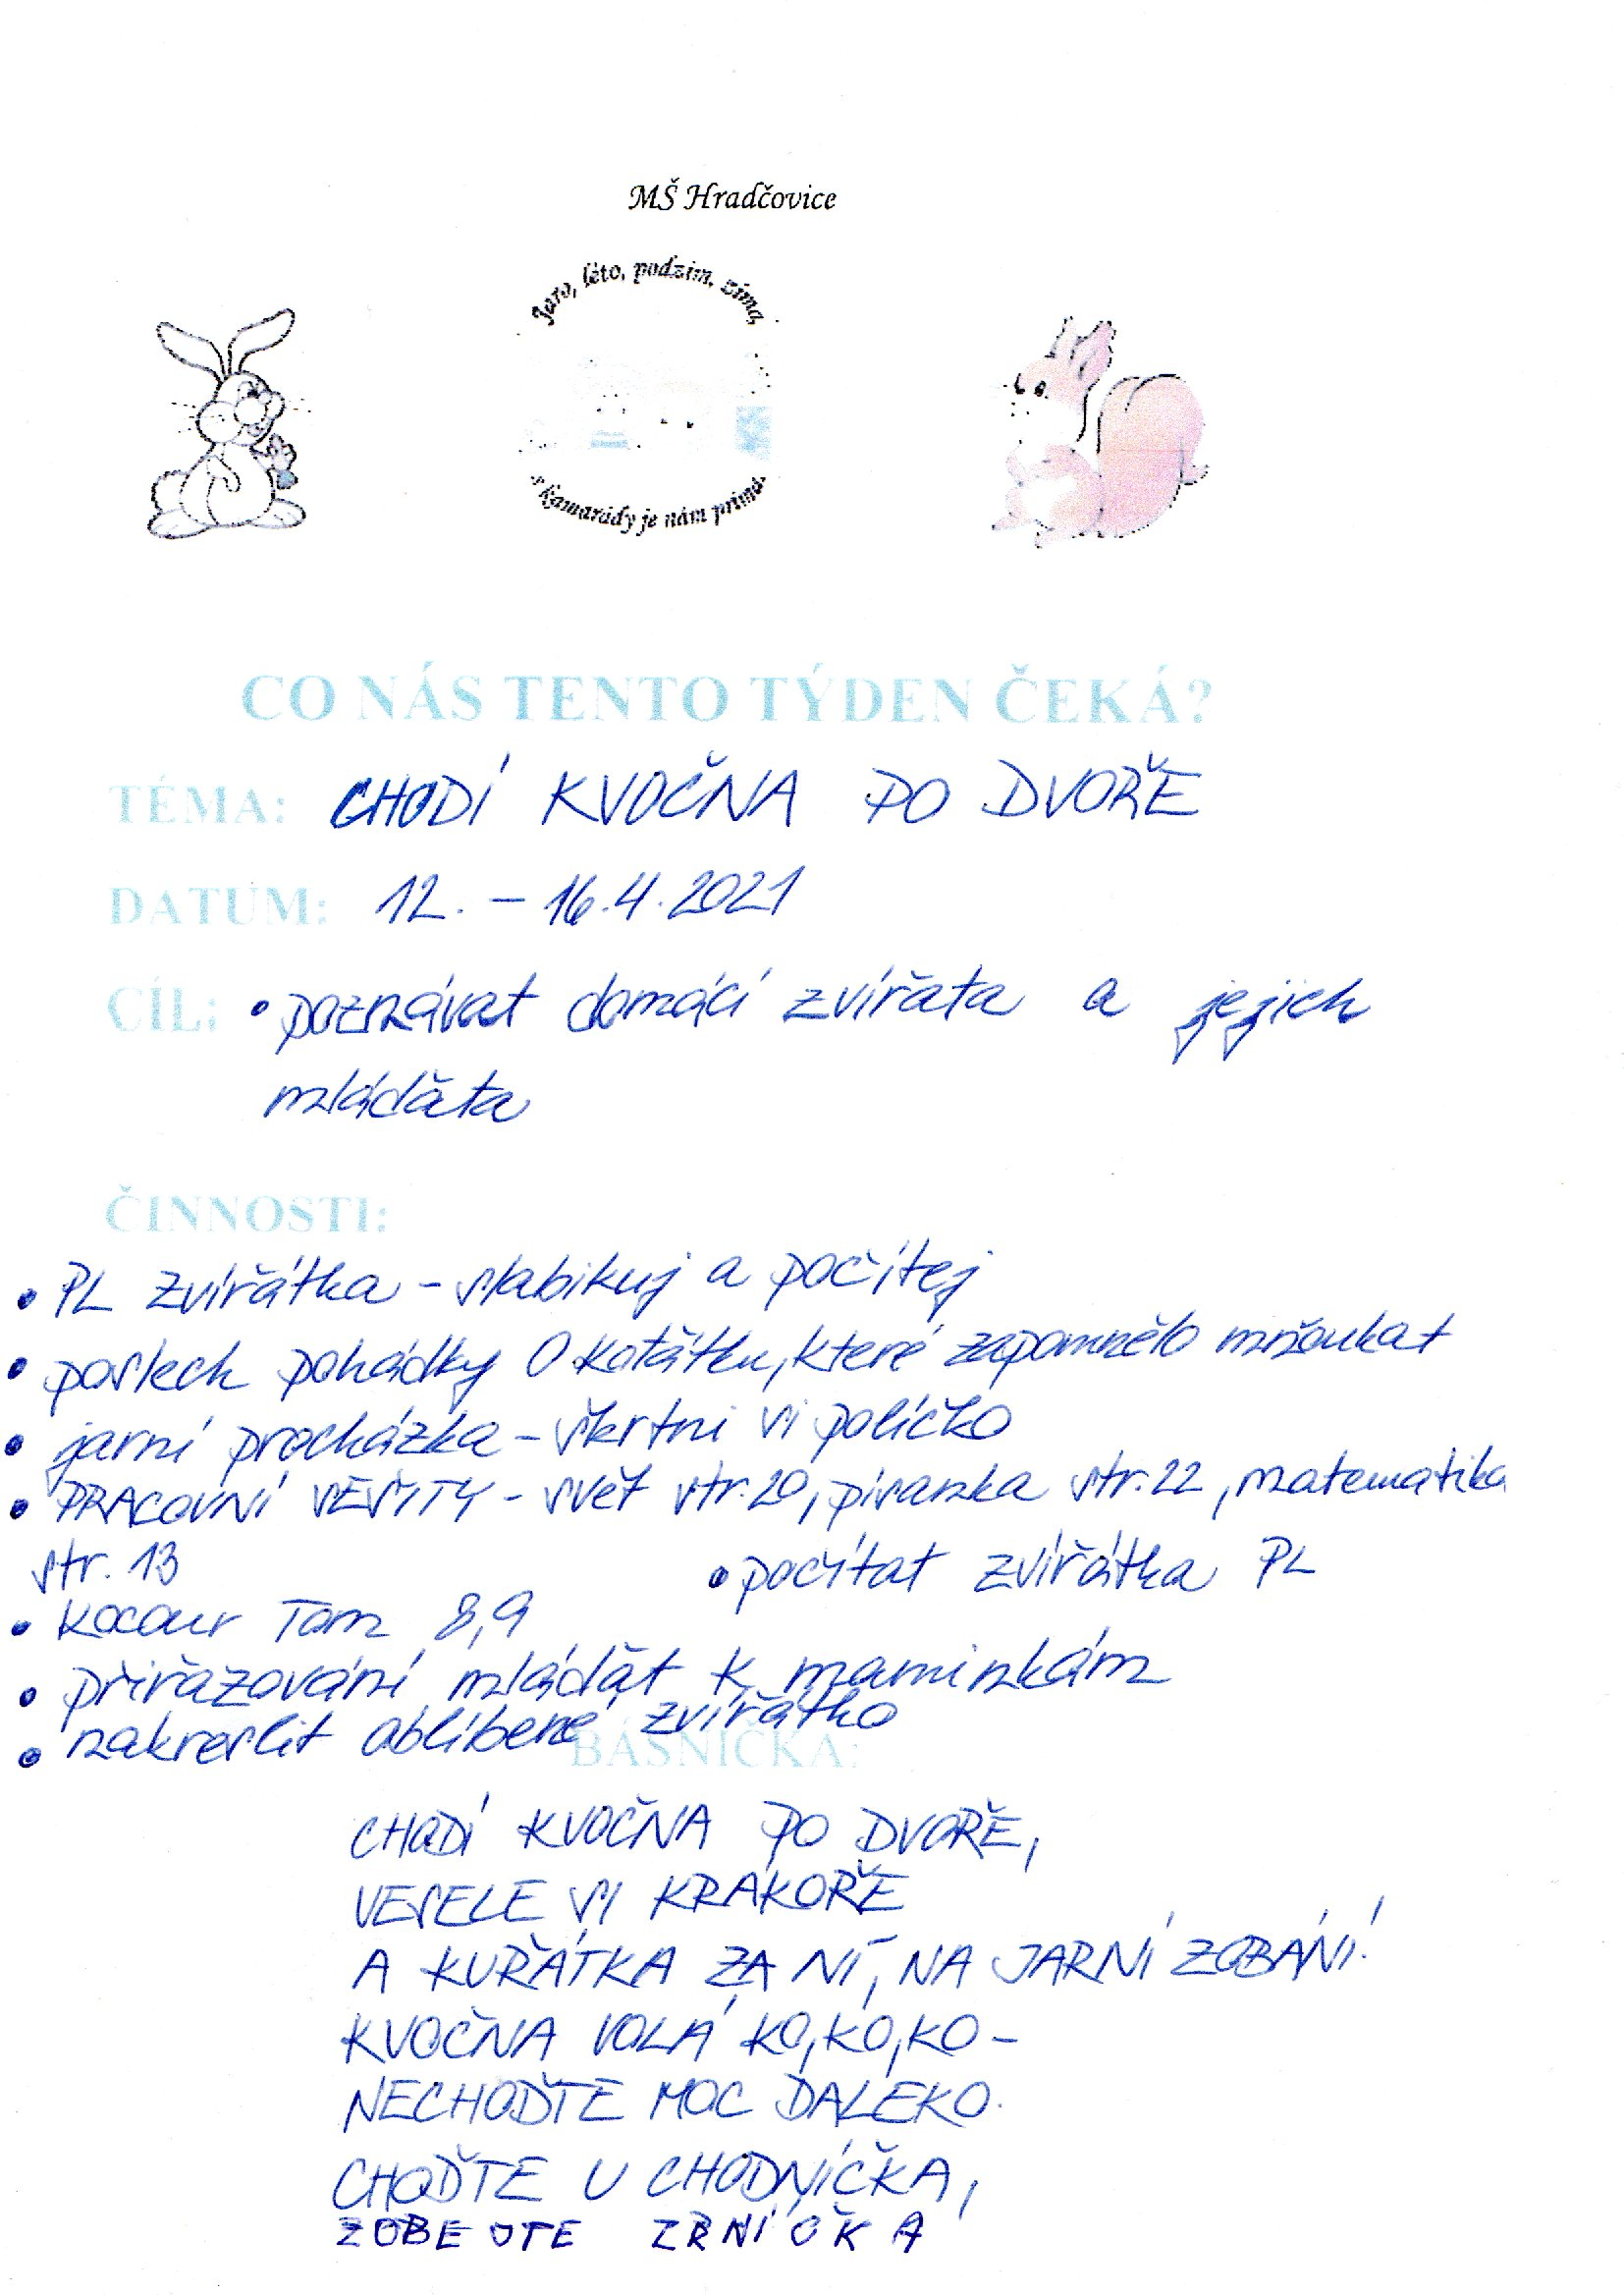 MŠ Hradčovice
Jaro, léto, podzim, zima,
s kamarády je nám prima.
CO NÁS TENTO TÝDEN ČEKÁ?
TÉMA: CHODÍ KVOČNA PO DVOŘE
DATUM: 12. – 16.4.2021
CÍL: • poznávat domácí zvířata a jejich
mláďata
ČINNOSTI:
• PL zvířátka – slabikuj a počítej
• poslech pohádky O koťátku, které zapomnělo mňoukat
• jarní procházka – škrtni si políčko
• PRACOVNÍ SEŠITY – svět str. 20, písanka str. 22, matematika
str. 13
• počítat zvířátka PL
• Kocour Tom 8,9
• přiřazování mláďat k maminkám
• nakreslit oblíbené zvířátko
BÁSNIČKA:
CHODÍ KVOČNA PO DVOŘE,
VESELE SI KRÁKOŘE
A KUŘÁTKA ZA NÍ, NA JARNÍ ZOBÁNÍ!
KVOČNA VOLÁ KO, KO, KO –
NECHOĎTE MOC DALEKO.
CHOĎTE U CHODNÍČKA,
ZOBEJTE ZRNÍČKA